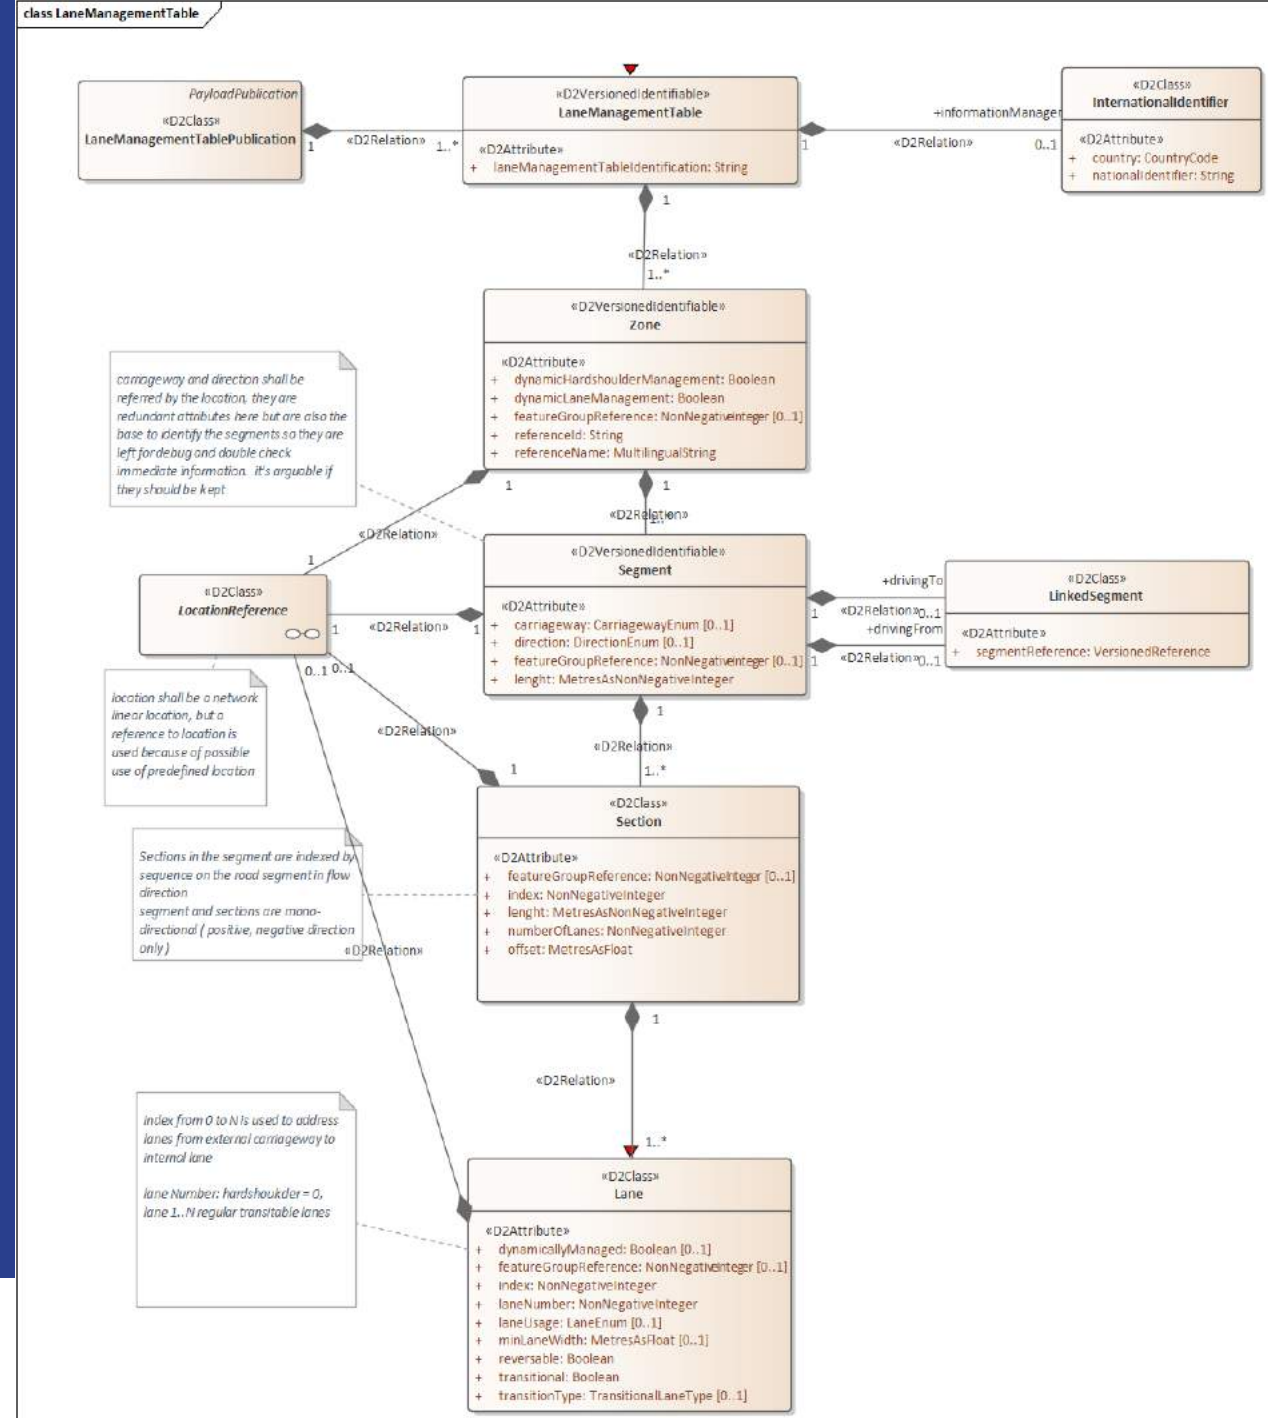 class LaneManagementTable
PayloadPublication
«D2Class»
LaneManagementTablePublication
1
«D2Relation»
1..*
«D2VersionedIdentifiable»
LaneManagementTable
«D2Attribute»
+ laneManagementTableIdentification: String
1
+informationManager
«D2Relation»
0..1
«D2Class»
InternationalIdentifier
«D2Attribute»
+ country: CountryCode
+ nationalIdentifier: String
1
«D2Relation»
1..*
«D2VersionedIdentifiable»
Zone
«D2Attribute»
+ dynamicHardshoulderManagement: Boolean
+ dynamicLaneManagement: Boolean
+ featureGroupReference: NonNegativeInteger [0..1]
+ referenceId: String
+ referenceName: MultilingualString
carriageway and direction shall be
referred by the location, they are
redundant attributes here but are also the
base to identify the segments so they are
left for debug and double check
immediate information. it's arguable if
they should be kept
1
«D2Relation»
1
1
«D2Relation»
1..*
«D2VersionedIdentifiable»
Segment
«D2Attribute»
+ carriageway: CarriagewayEnum [0..1]
+ direction: DirectionEnum [0..1]
+ featureGroupReference: NonNegativeInteger [0..1]
+ lenght: MetresAsNonNegativeInteger
+drivingTo
1
«D2Relation»
0..1
+drivingFrom
1
«D2Relation»
0..1
«D2Class»
LinkedSegment
«D2Attribute»
+ segmentReference: VersionedReference
«D2Class»
LocationReference
1
«D2Relation»
1
0..1
0..1
location shall be a network
linear location, but a
reference to location is
used because of possible
use of predefined location
«D2Relation»
1
1
«D2Relation»
1..*
«D2Class»
Section
«D2Attribute»
+ featureGroupReference: NonNegativeInteger [0..1]
+ index: NonNegativeInteger
+ lenght: MetresAsNonNegativeInteger
+ numberOfLanes: NonNegativeInteger
+ offset: MetresAsFloat
Sections in the segment are indexed by
sequence on the road segment in flow
direction
segment and sections are mono-
directional ( positive, negative direction
only )
«D2Relation»
1
«D2Relation»
1..*
index from 0 to N is used to address
lanes from external carriageway to
internal lane
lane Number: hardshoukder = 0,
lane 1..N regular transitable lanes
«D2Class»
Lane
«D2Attribute»
+ dynamicallyManaged: Boolean [0..1]
+ featureGroupReference: NonNegativeInteger [0..1]
+ index: NonNegativeInteger
+ laneNumber: NonNegativeInteger
+ laneUsage: LaneEnum [0..1]
+ minLaneWidth: MetresAsFloat [0..1]
+ reversable: Boolean
+ transitional: Boolean
+ transitionType: TransitionalLaneType [0..1]